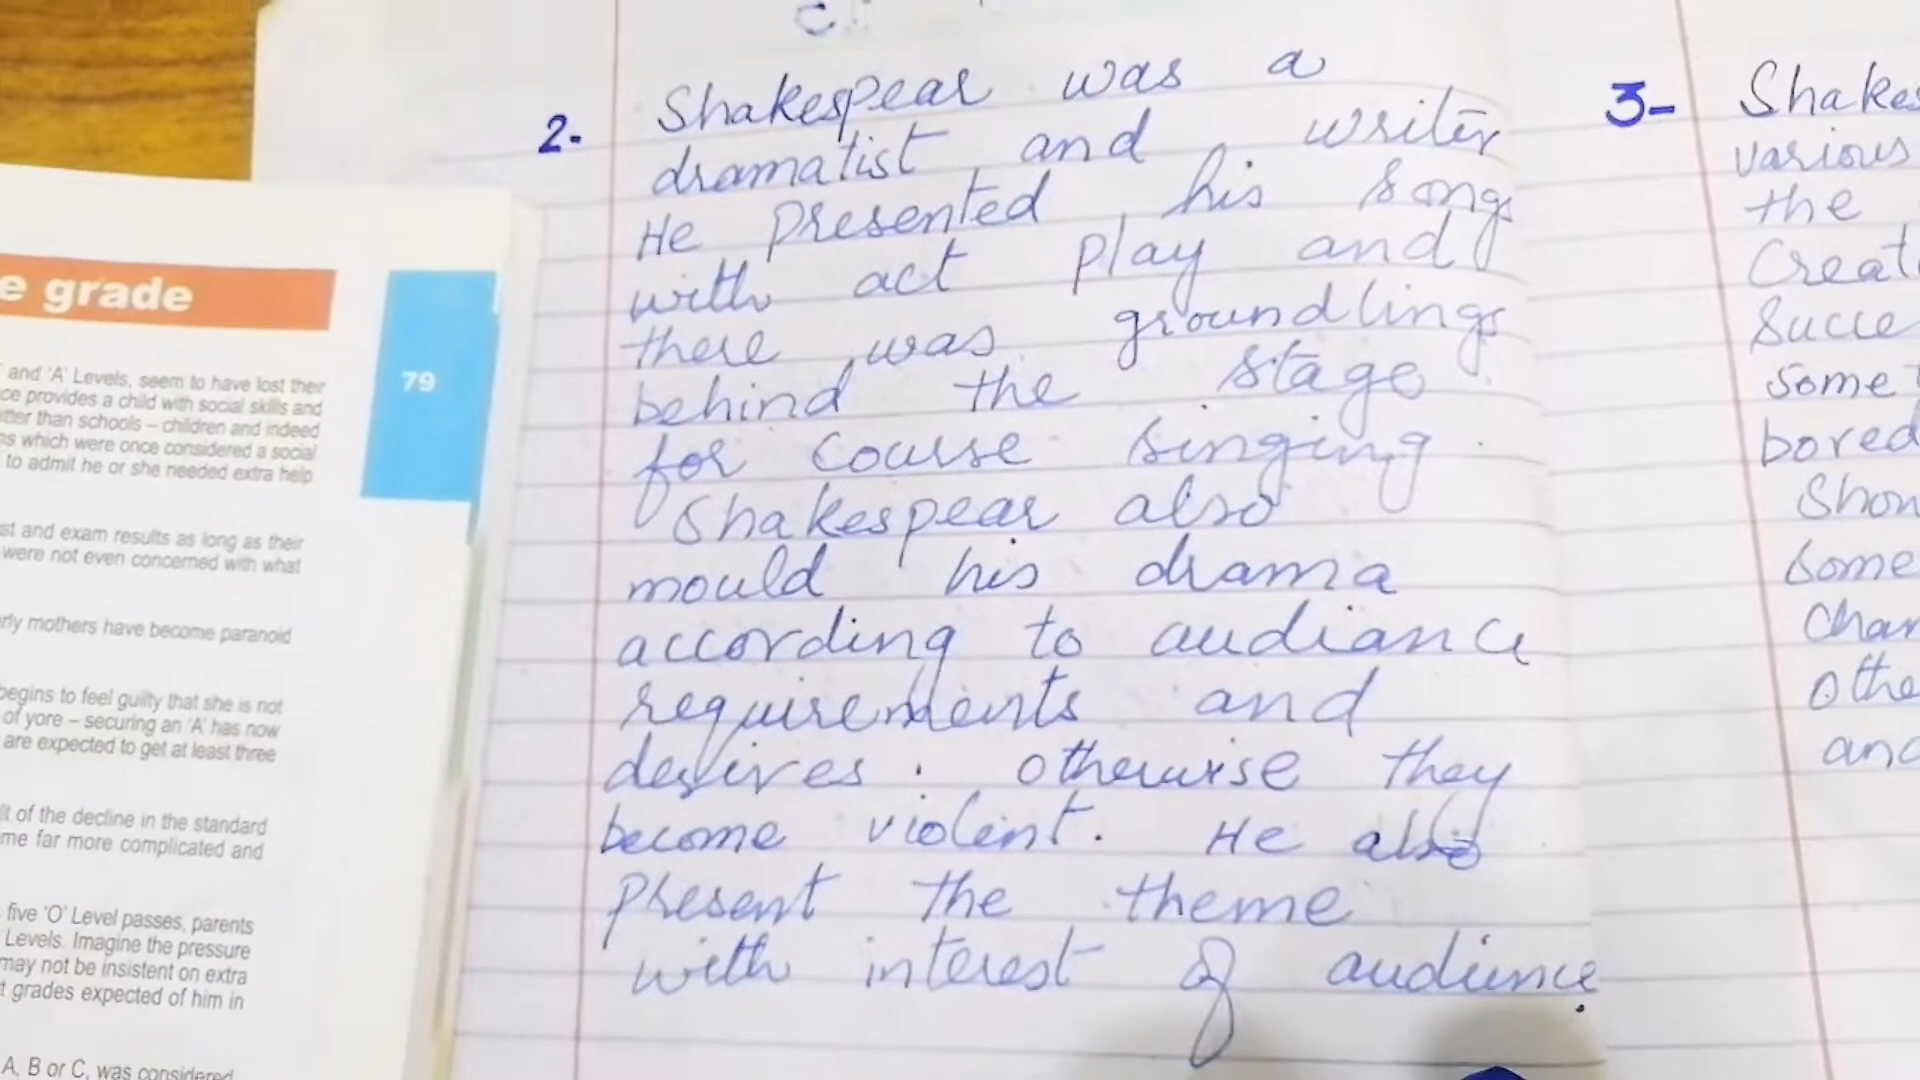 e grade
79
and 'A' Levels, seem to have lost their
ce provides a child with social skills and
tter than schools – children and indeed
ns which were once considered a social
to admit he or she needed extra help
st and exam results as long as their
were not even concerned with what
rly mothers have become paranoid
begins to feel guilty that she is not
of yore – securing an 'A' has now
are expected to get at least three
lt of the decline in the standard
me far more complicated and
five 'O' Level passes, parents
Levels. Imagine the pressure
may not be insistent on extra
t grades expected of him in
A, B or C, was considered
2- Shakespear was a
dramatist and writer
He presented his songs
with act play and
there was groundlings
behind the stage
for course singing
Shakespear also
mould his drama
according to audiance
requirements and
desires. otherwise they
become violent. He also
present the theme
with interest of audience.
3- Shakes
various
the
Creat
Succe
some
bored
Show
some
Char
othe
and